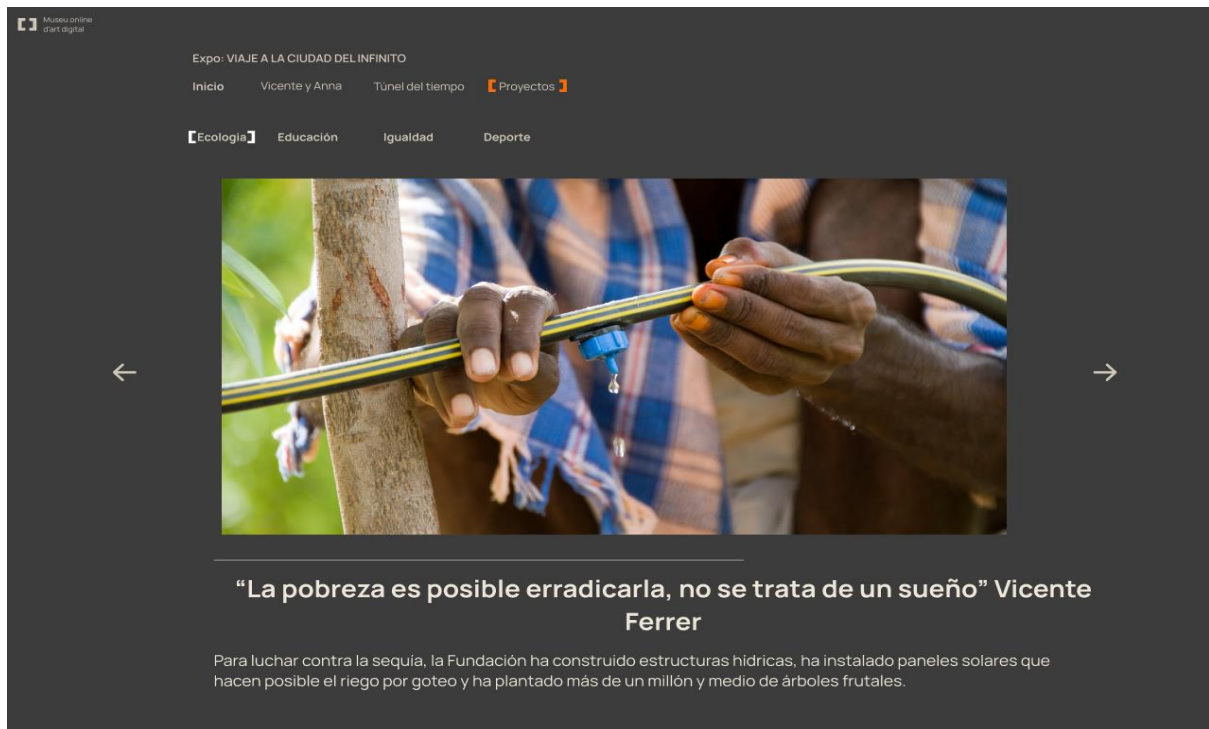 Museu online
d'art digital
Expo: VIAJE A LA CIUDAD DEL INFINITO
Inicio Vicente y Anna Túnel del tiempo [Proyectos]
[Ecología] Educación Igualdad Deporte
“La pobreza es posible erradicarla, no se trata de un sueño” Vicente
Ferrer
Para luchar contra la sequía, la Fundación ha construido estructuras hídricas, ha instalado paneles solares que
hacen posible el riego por goteo y ha plantado más de un millón y medio de árboles frutales.